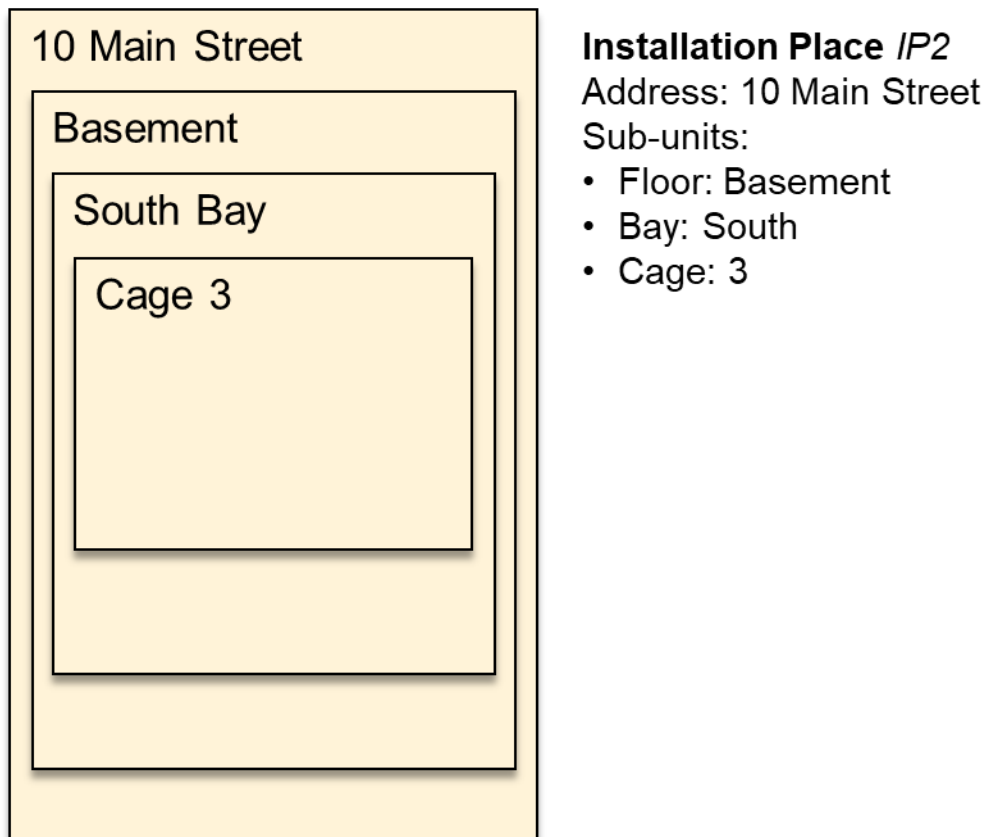 10 Main Street
Basement
South Bay
Cage 3
Installation Place IP2
Address: 10 Main Street
Sub-units:
• Floor: Basement
• Bay: South
• Cage: 3